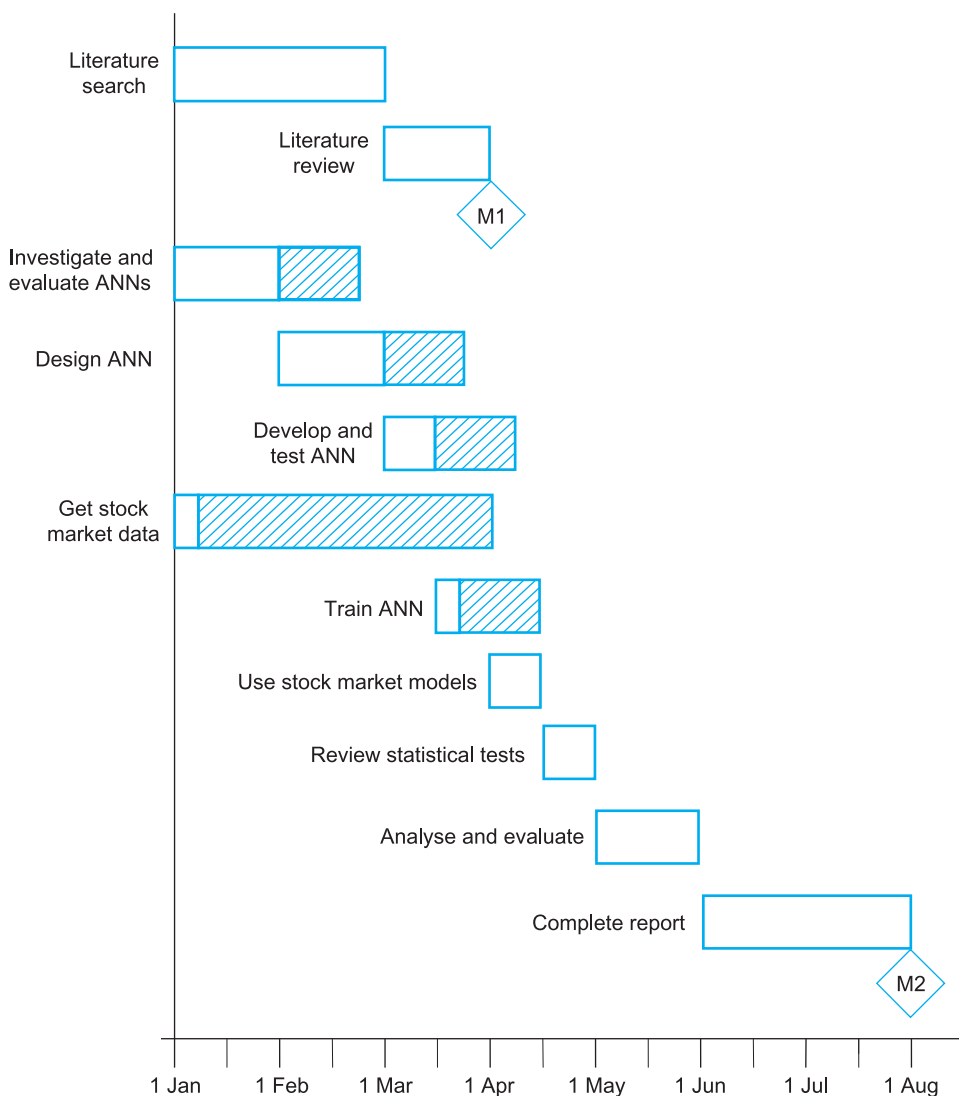 Literature
search
Literature
review
M1
Investigate and
evaluate ANNs
Design ANN
Develop and
test ANN
Get stock
market data
Train ANN
Use stock market models
Review statistical tests
Analyse and evaluate
Complete report
M2
1 Jan 1 Feb 1 Mar 1 Apr 1 May 1 Jun 1 Jul 1 Aug